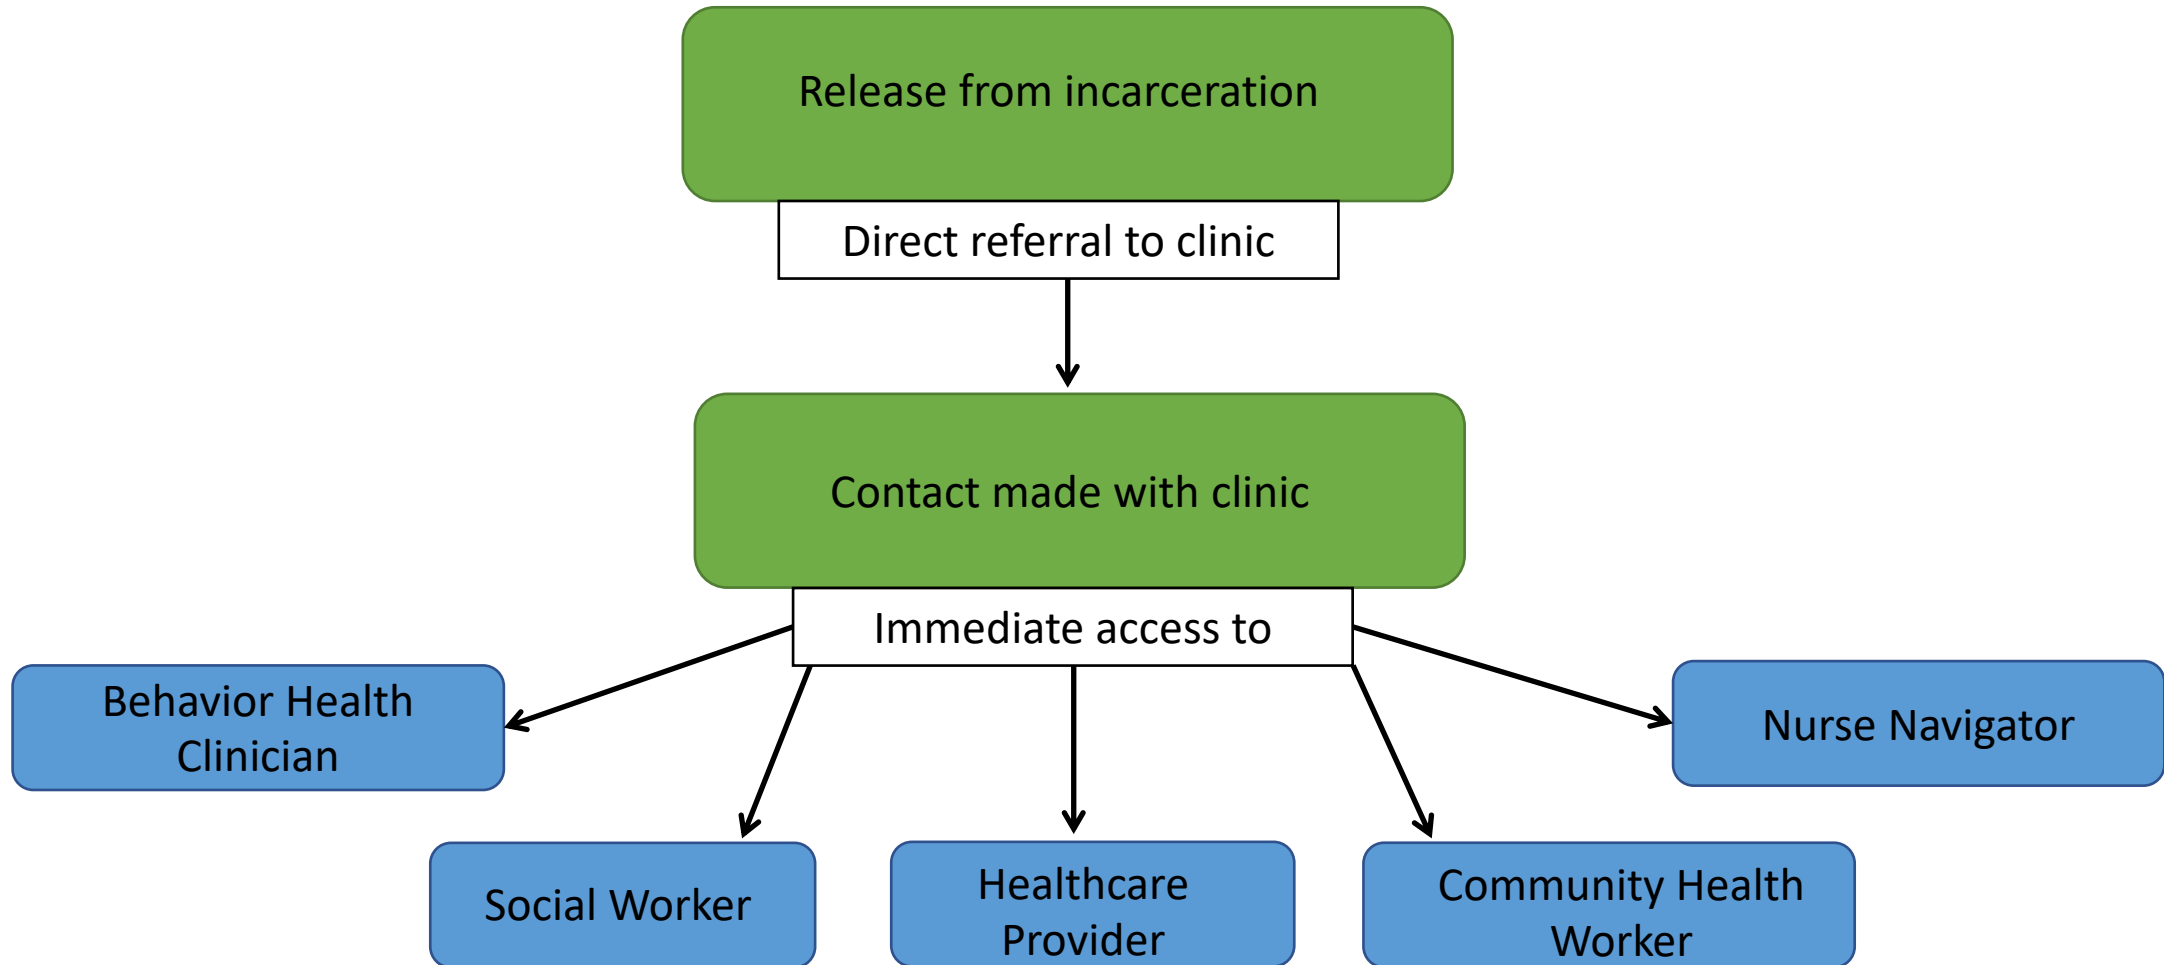 Release from incarceration
Direct referral to clinic
Contact made with clinic
Immediate access to
Behavior Health
Clinician
Nurse Navigator
Social Worker
Healthcare
Provider
Community Health
Worker